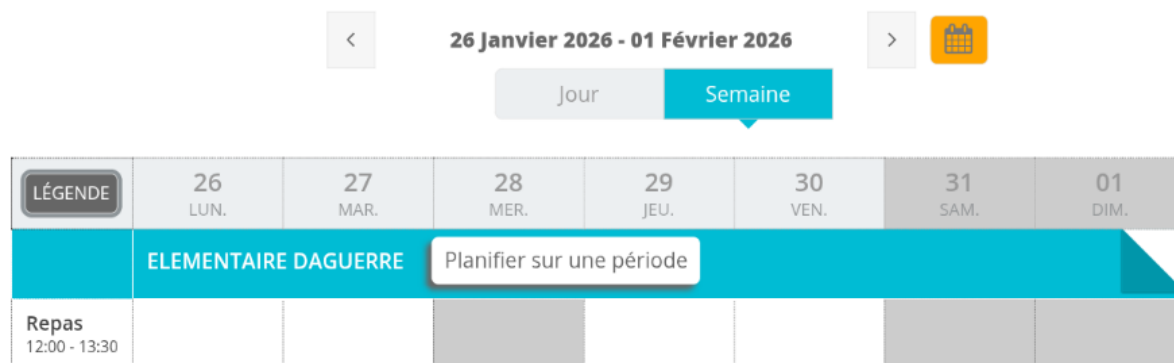 26 Janvier 2026 - 01 Février 2026
Jour
Semaine
LÉGENDE
26
LUN.
27
MAR.
28
MER.
29
JEU.
30
VEN.
31
SAM.
01
DIM.
ELEMENTAIRE DAGUERRE
Planifier sur une période
Repas
12:00 - 13:30